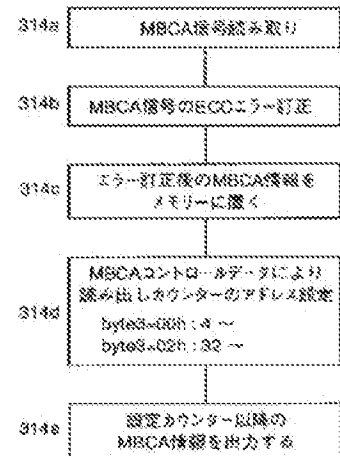 314a
MBCA信号読み取り
314b
MBCA信号のECCエラー訂正
314c
エラー訂正後のMBCA情報を
メモリーに置く
314d
MBCAコントロールデータにより
読み出しカウンターのアドレス設定
byte3=00h : 4 ～
byte3=02h : 32 ～
314e
設定カウンター以降の
MBCA情報を出力する